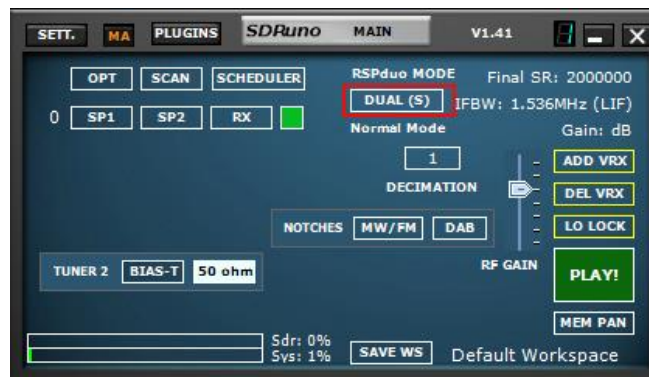 SETT. MA PLUGINS SDRuno MAIN V1.41
OPT SCAN SCHEDULER RSPduo MODE Final SR: 2000000
DUAL (S) IFBW: 1.536MHz (LIF)
0 SP1 SP2 RX Normal Mode Gain: dB
1 ADD VRX
DECIMATION DEL VRX
NOTCHES MW/FM DAB LO LOCK
TUNER 2 BIAS-T 50 ohm RF GAIN PLAY!
MEM PAN
Sdr: 0%
Sys: 1% SAVE WS Default Workspace